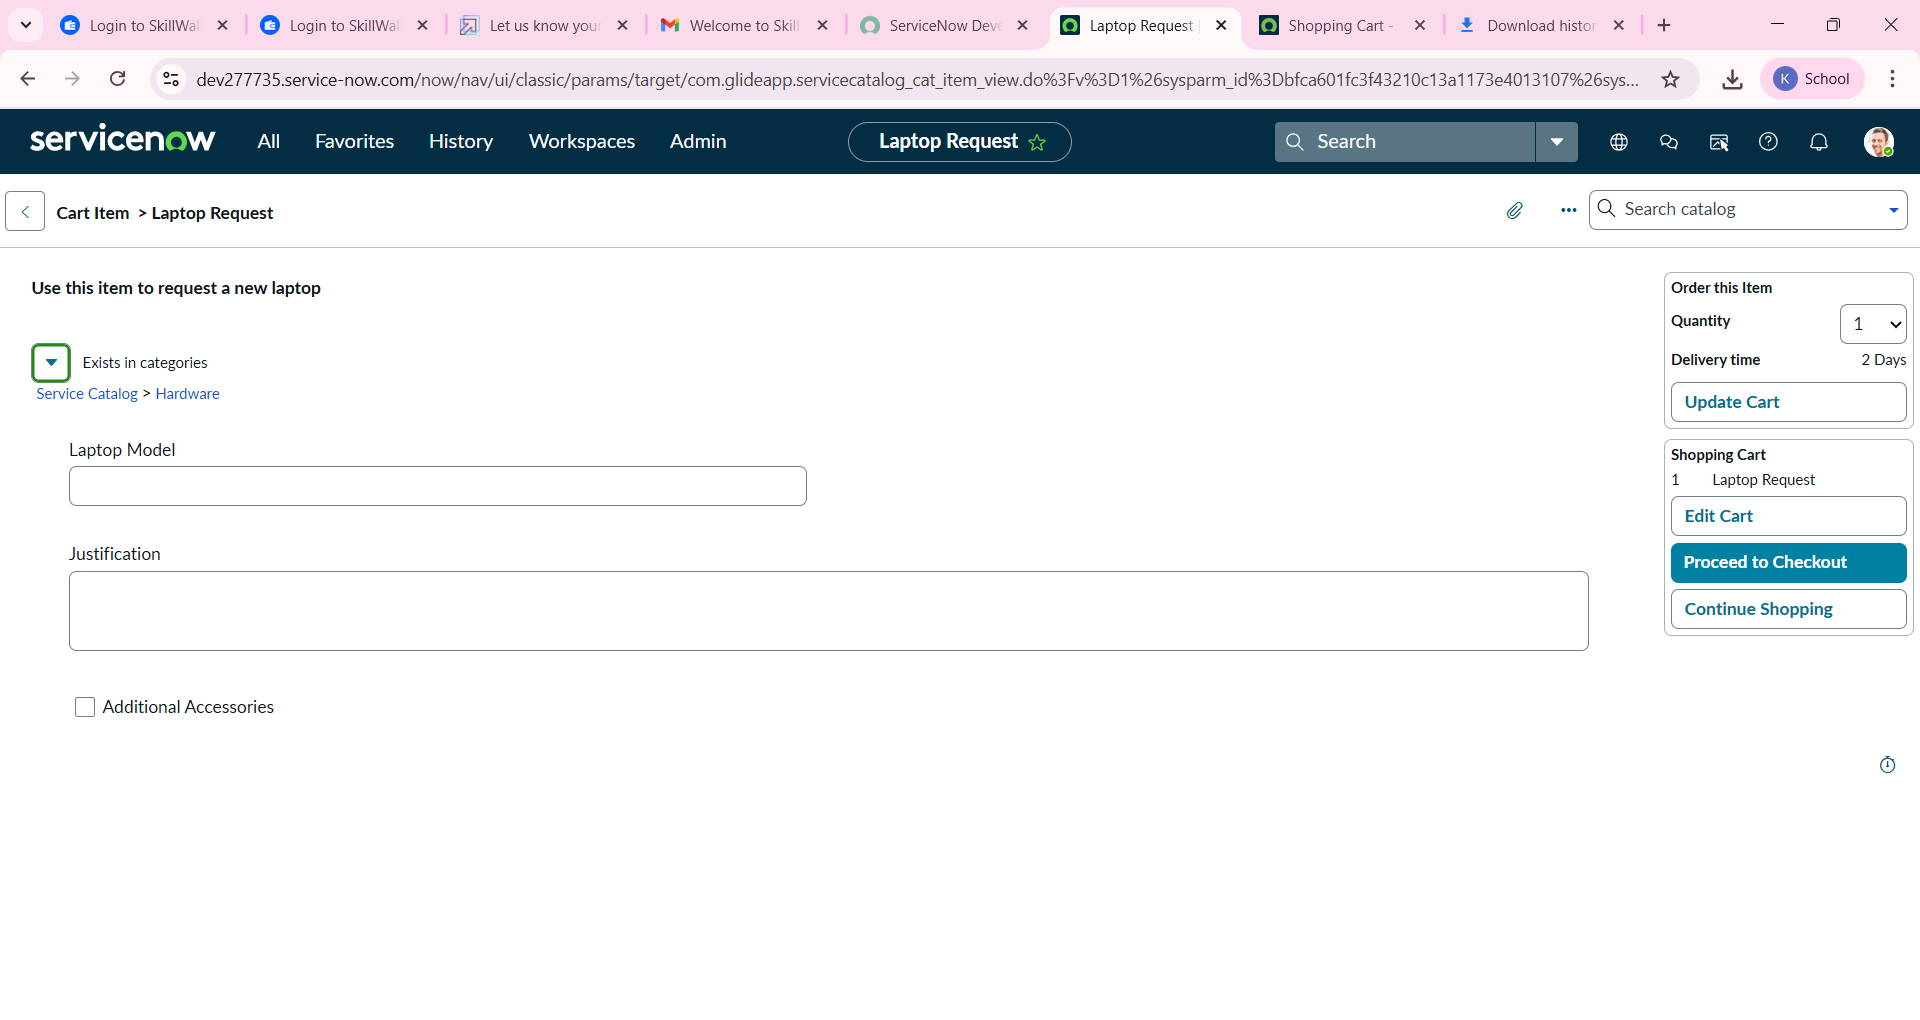 Login to SkillWal
Login to SkillWal
Let us know your
Welcome to Skill
ServiceNow Deve
Laptop Request
Shopping Cart -
Download histor
dev277735.service-now.com/now/nav/ui/classic/params/target/com.glideapp.servicecatalog_cat_item_view.do%3Fv%3D1%26sysparm_id%3Dbfca601fc3f43210c13a1173e4013107%26sys...
K School
servicenow
All
Favorites
History
Workspaces
Admin
Laptop Request
Search
Cart Item > Laptop Request
Search catalog
Use this item to request a new laptop
Exists in categories
Service Catalog > Hardware
Laptop Model
Justification
Additional Accessories
Order this Item
Quantity 1
Delivery time 2 Days
Update Cart
Shopping Cart
1 Laptop Request
Edit Cart
Proceed to Checkout
Continue Shopping